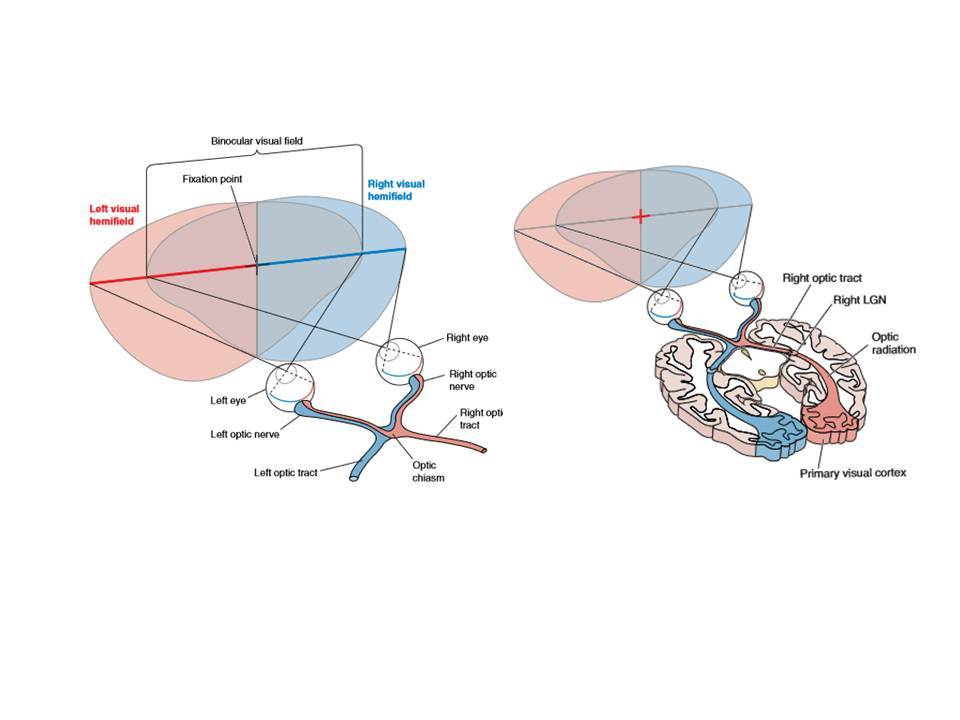 Binocular visual field
Fixation point
Right visual
hemifield
Left visual
hemifield
Right eye
Right optic
nerve
Left eye
Right opti
tract
Left optic nerve
Left optic tract
Optic
chiasm
Right optic tract
Right LGN
Optic
radiation
Primary visual cortex